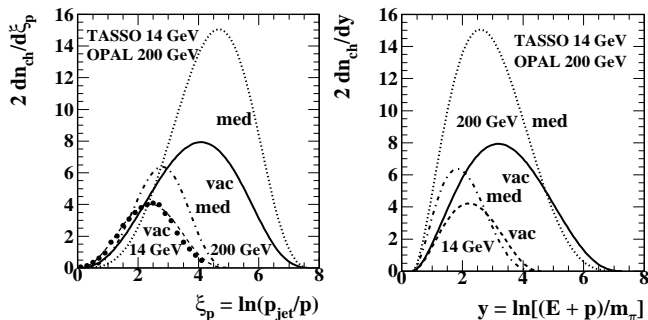 2 dn_ch/dξ_p
16
14
12
10
8
6
4
2
0
TASSO 14 GeV
OPAL 200 GeV
med
vac
med
vac
14 GeV
200 GeV
0 2 4 6 8
ξ_p = ln(p_jet/p)
2 dn_ch/dy
16
14
12
10
8
6
4
2
0
TASSO 14 GeV
OPAL 200 GeV
200 GeV
med
vac
med
vac
14 GeV
0 2 4 6 8
y = ln[(E + p)/m_π]